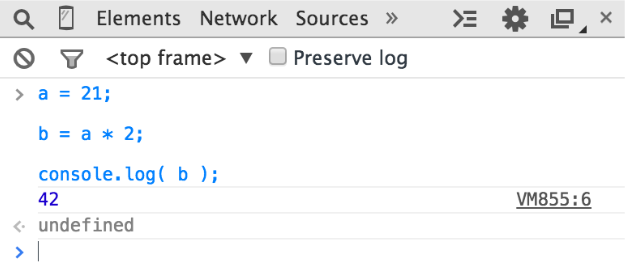 Elements Network Sources »
<top frame> ▼ Preserve log
> a = 21;
b = a * 2;
console.log( b );
42 VM855:6
undefined
>